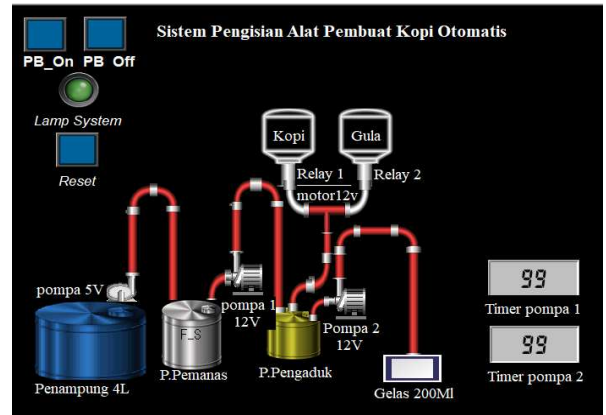 Sistem Pengisian Alat Pembuat Kopi Otomatis
PB_On PB_Off
Lamp System
Reset
Kopi
Gula
Relay 1
Relay 2
motor12v
pompa 5V
pompa 1
12V
F_S
Pompa 2
12V
Penampung 4L
P.Pemanas
P.Pengaduk
Gelas 200Ml
99
Timer pompa 1
99
Timer pompa 2